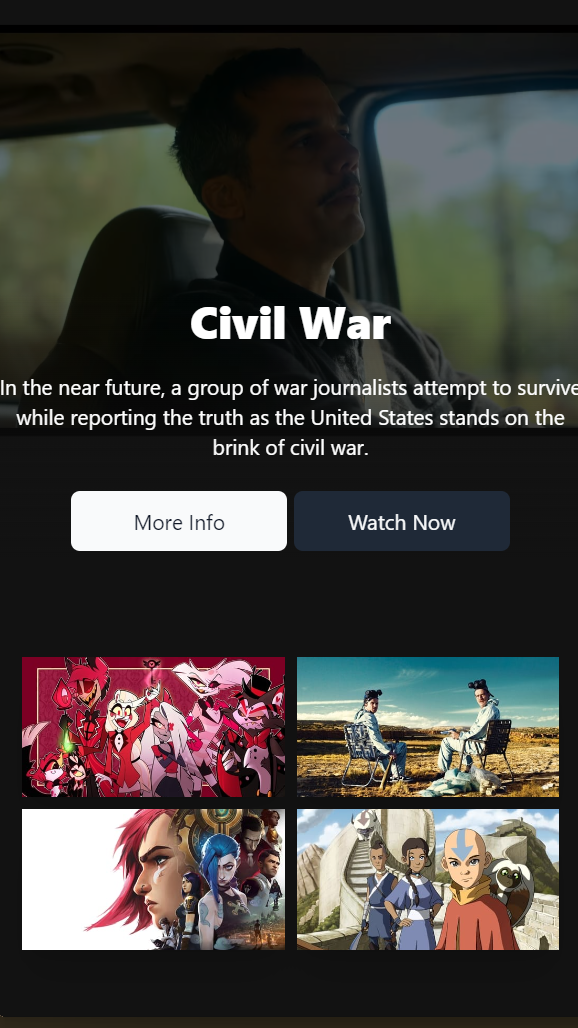 Civil War
In the near future, a group of war journalists attempt to survive
while reporting the truth as the United States stands on the
brink of civil war.
More Info
Watch Now